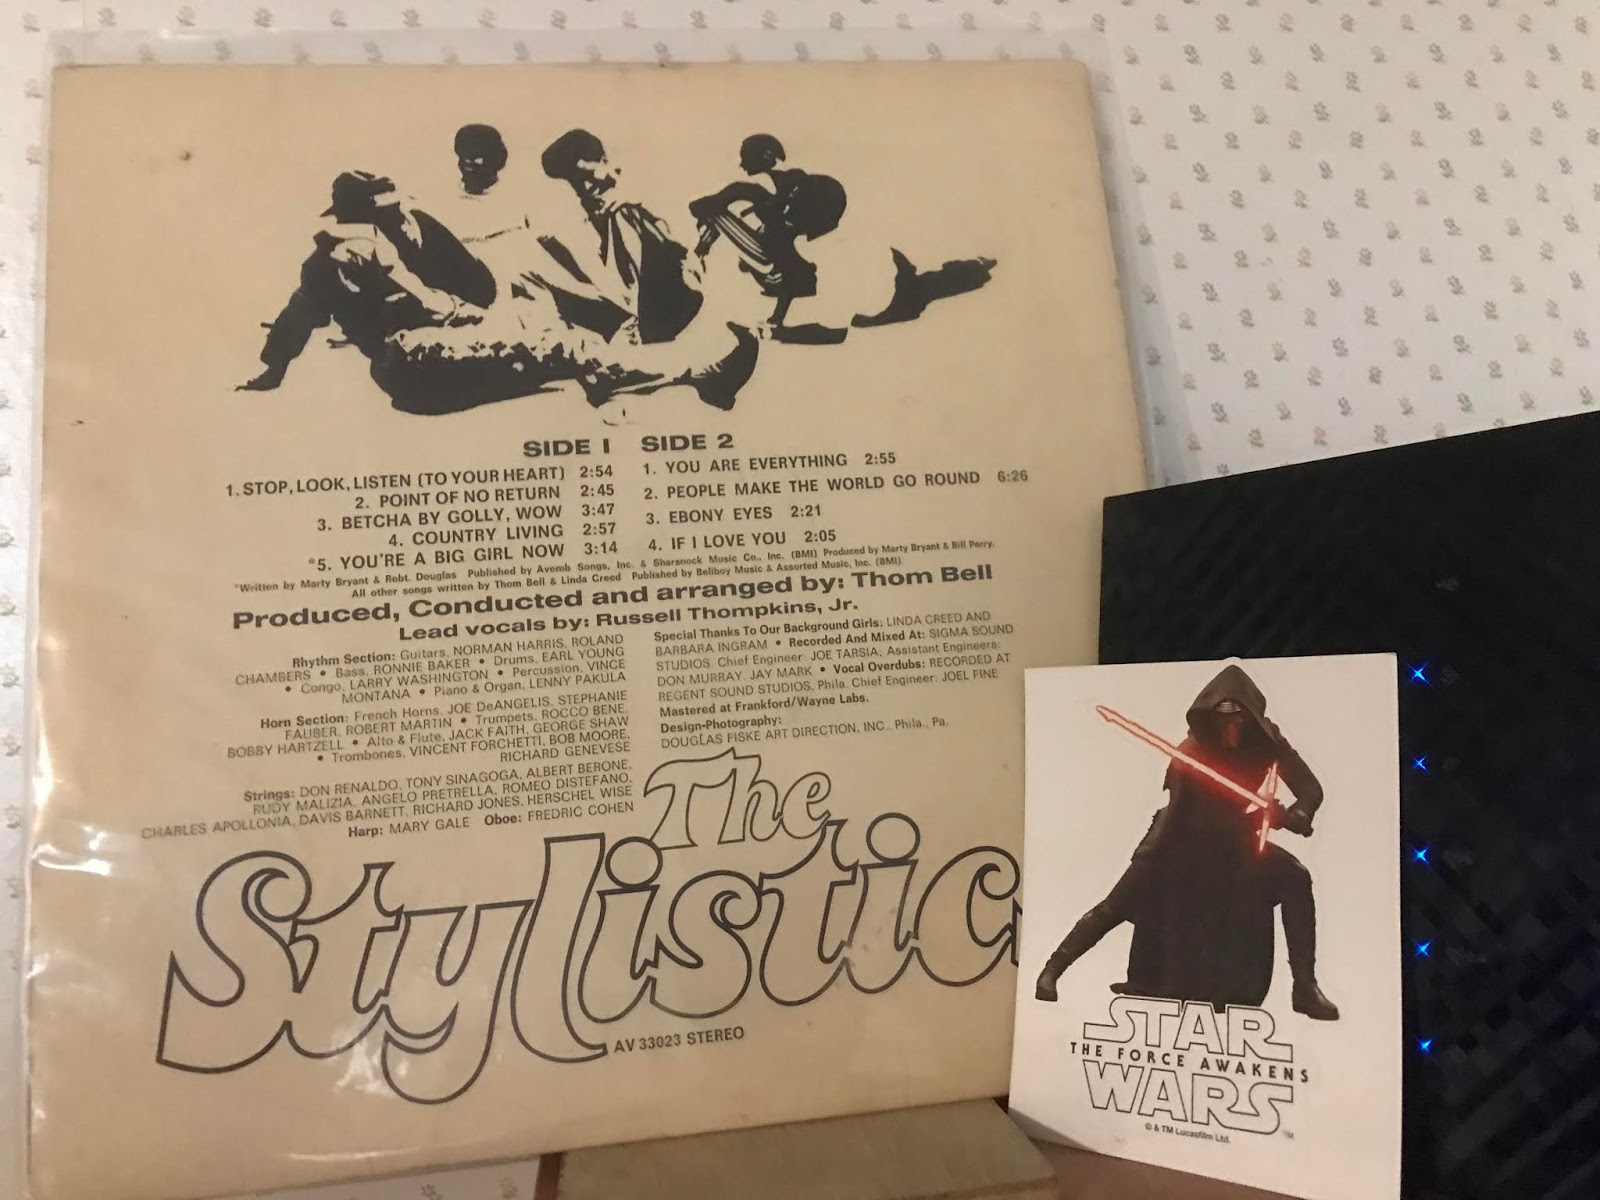 SIDE 1
1. STOP, LOOK, LISTEN (TO YOUR HEART) 2:54
2. POINT OF NO RETURN 2:45
3. BETCHA BY GOLLY, WOW 3:47
4. COUNTRY LIVING 2:57
*5. YOU'RE A BIG GIRL NOW 3:14
SIDE 2
1. YOU ARE EVERYTHING 2:55
2. PEOPLE MAKE THE WORLD GO ROUND 6:26
3. EBONY EYES 2:21
4. IF I LOVE YOU 2:05
*Written by Marty Bryant & Robt. Douglas Published by Avemb Songs, Inc. & Sharsnock Music Co., Inc. (BMI) Produced by Marty Bryant & Bill Perry.
All other songs written by Thom Bell & Linda Creed Published by Bellboy Music & Assorted Music, Inc. (BMI)
Produced, Conducted and arranged by: Thom Bell
Lead vocals by: Russell Thompkins, Jr.
Rhythm Section: Guitars, NORMAN HARRIS, ROLAND
CHAMBERS • Bass, RONNIE BAKER • Drums, EARL YOUNG
• Congo, LARRY WASHINGTON • Percussion, VINCE
MONTANA • Piano & Organ, LENNY PAKULA
Horn Section: French Horns, JOE DeANGELIS, STEPHANIE
FAUBER, ROBERT MARTIN • Trumpets, ROCCO BENE,
BOBBY HARTZELL • Alto & Flute, JACK FAITH, GEORGE SHAW
• Trombones, VINCENT FORCHETTI, BOB MOORE,
RICHARD GENEVESE
Strings: DON RENALDO, TONY SINAGOGA, ALBERT BERONE,
RUDY MALIZIA, ANGELO PRETRELLA, ROMEO DISTEFANO,
CHARLES APOLLONIA, DAVIS BARNETT, RICHARD JONES, HERSCHEL WISE
Harp: MARY GALE Oboe: FREDRIC COHEN
Special Thanks To Our Background Girls: LINDA CREED AND
BARBARA INGRAM • Recorded And Mixed At: SIGMA SOUND
STUDIOS, Chief Engineer: JOE TARSIA; Assistant Engineers:
DON MURRAY, JAY MARK • Vocal Overdubs: RECORDED AT
REGENT SOUND STUDIOS, Phila. Chief Engineer: JOEL FINE
Mastered at Frankford/Wayne Labs.
Design-Photography:
DOUGLAS FISKE ART DIRECTION, INC., Phila., Pa.
The
Stylistics
AV 33023 STEREO
STAR
THE FORCE AWAKENS
WARS
TM
© & TM Lucasfilm Ltd.